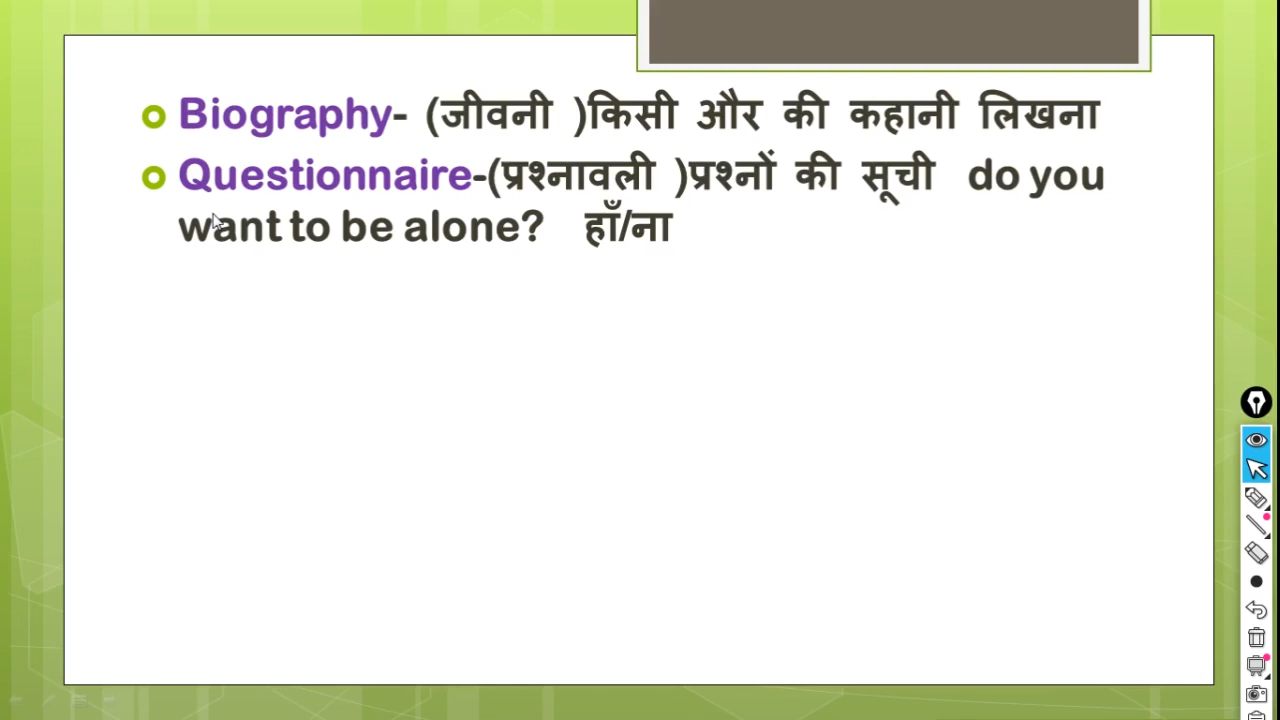 Biography- (जीवनी )किसी और की कहानी लिखना
Questionnaire-(प्रश्नावली )प्रश्नों की सूची do you
want to be alone? हाँ/ना